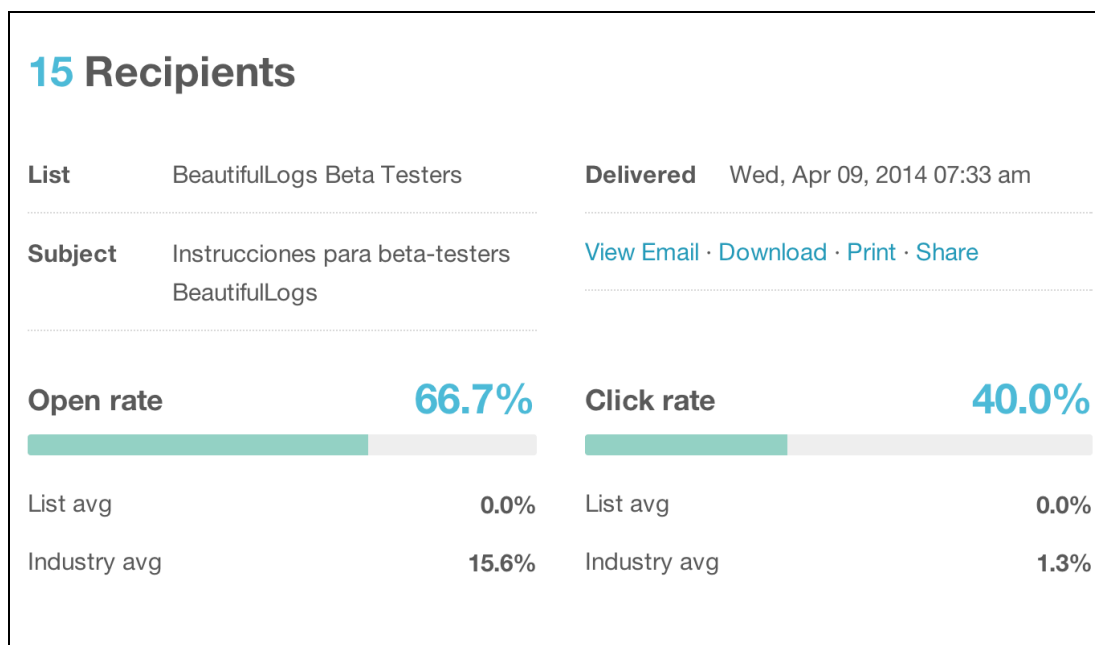 15 Recipients
List BeautifulLogs Beta Testers
Delivered Wed, Apr 09, 2014 07:33 am
Subject Instrucciones para beta-testers
BeautifulLogs
View Email · Download · Print · Share
Open rate 66.7%
Click rate 40.0%
List avg 0.0%
List avg 0.0%
Industry avg 15.6%
Industry avg 1.3%